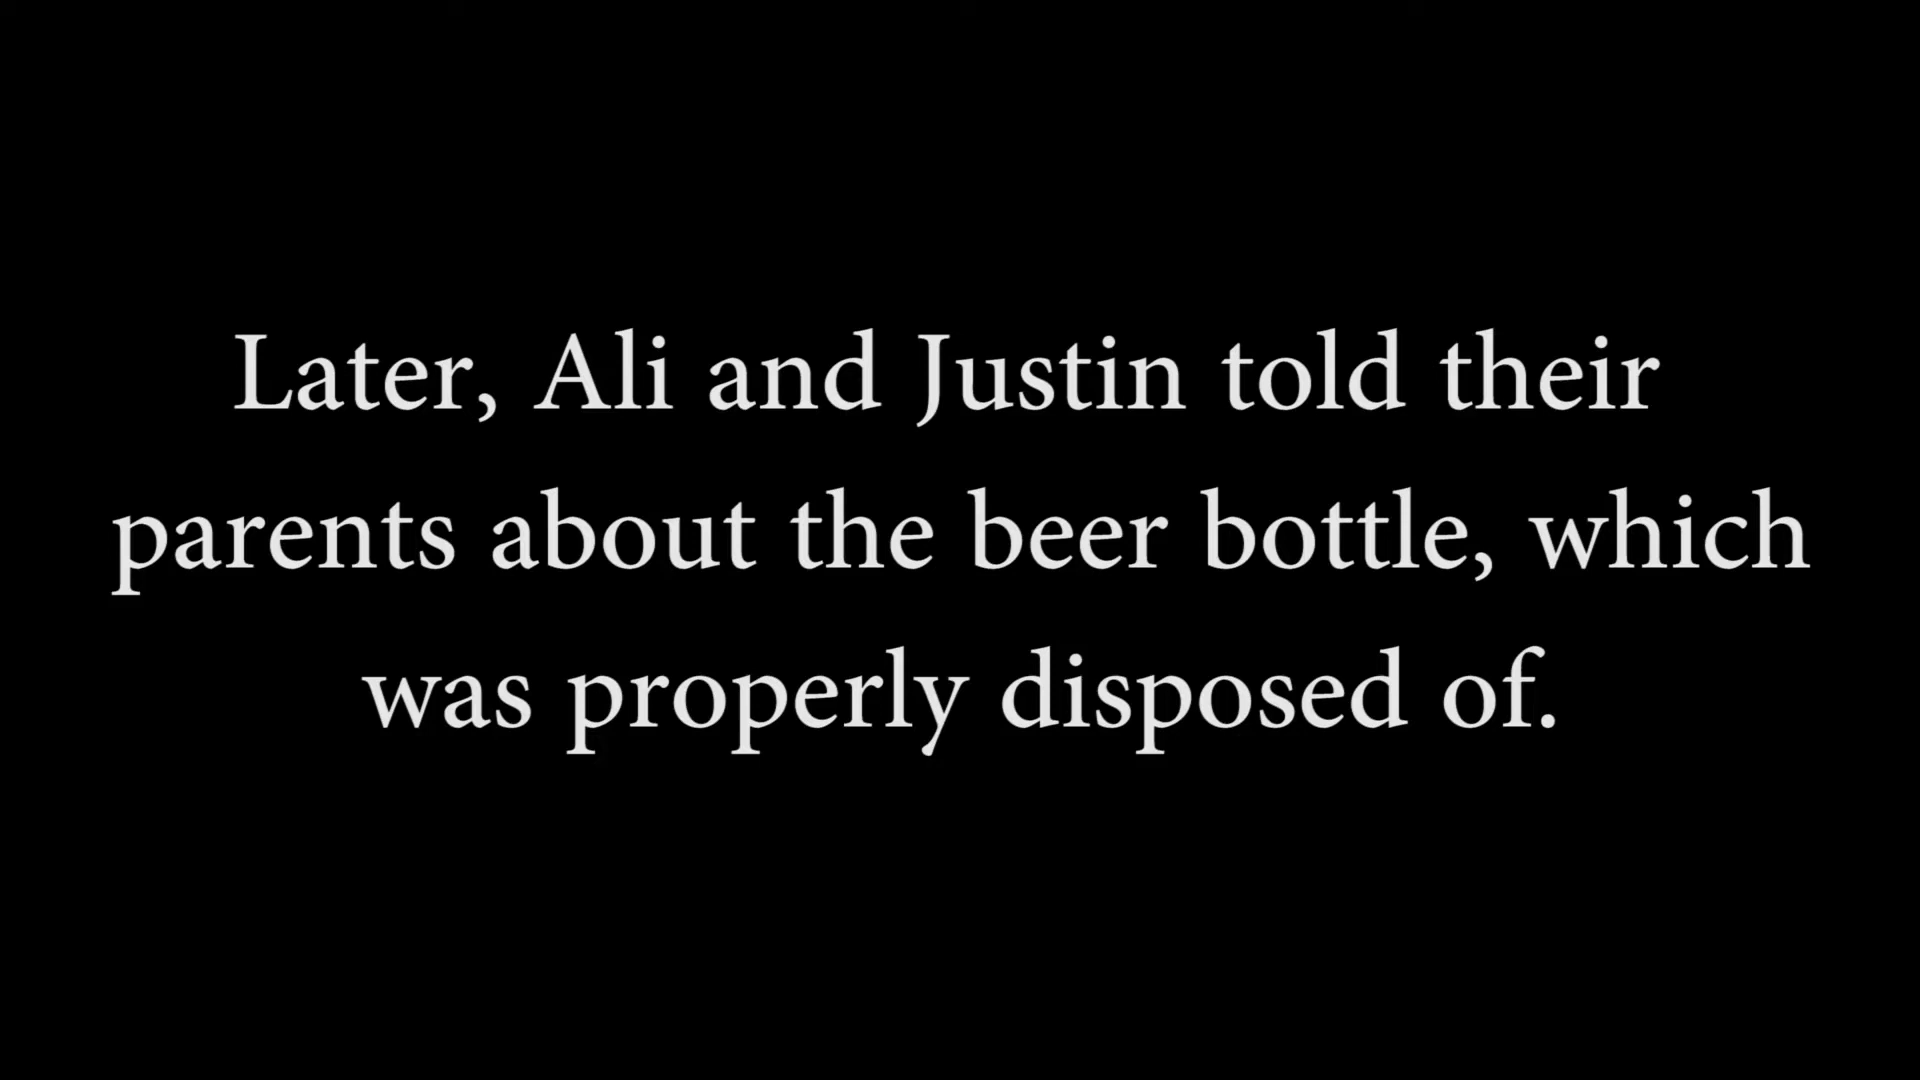 Later, Ali and Justin told their
parents about the beer bottle, which
was properly disposed of.